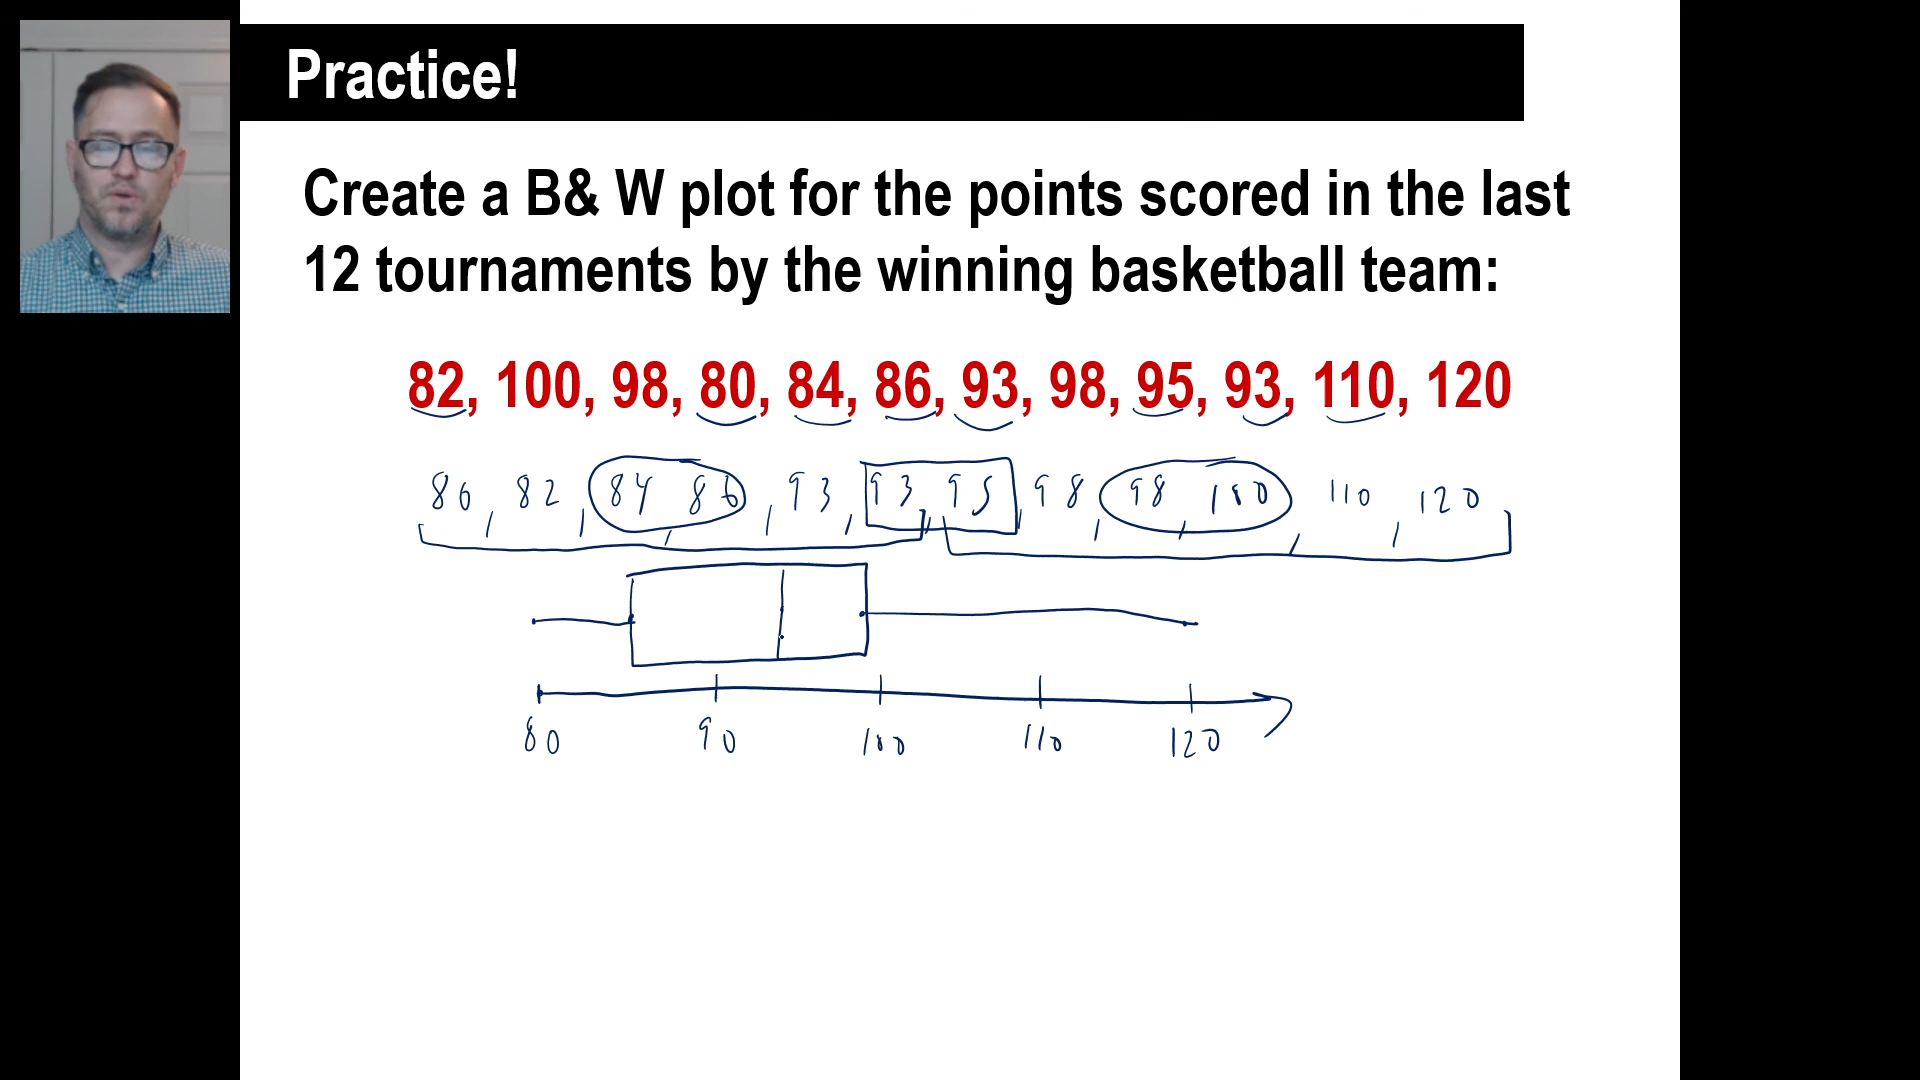 Practice!
Create a B& W plot for the points scored in the last
12 tournaments by the winning basketball team:
82, 100, 98, 80, 84, 86, 93, 98, 95, 93, 110, 120
80, 82, 84, 86, 93, 93, 95, 98, 98, 100, 110, 120
80 90 100 110 120